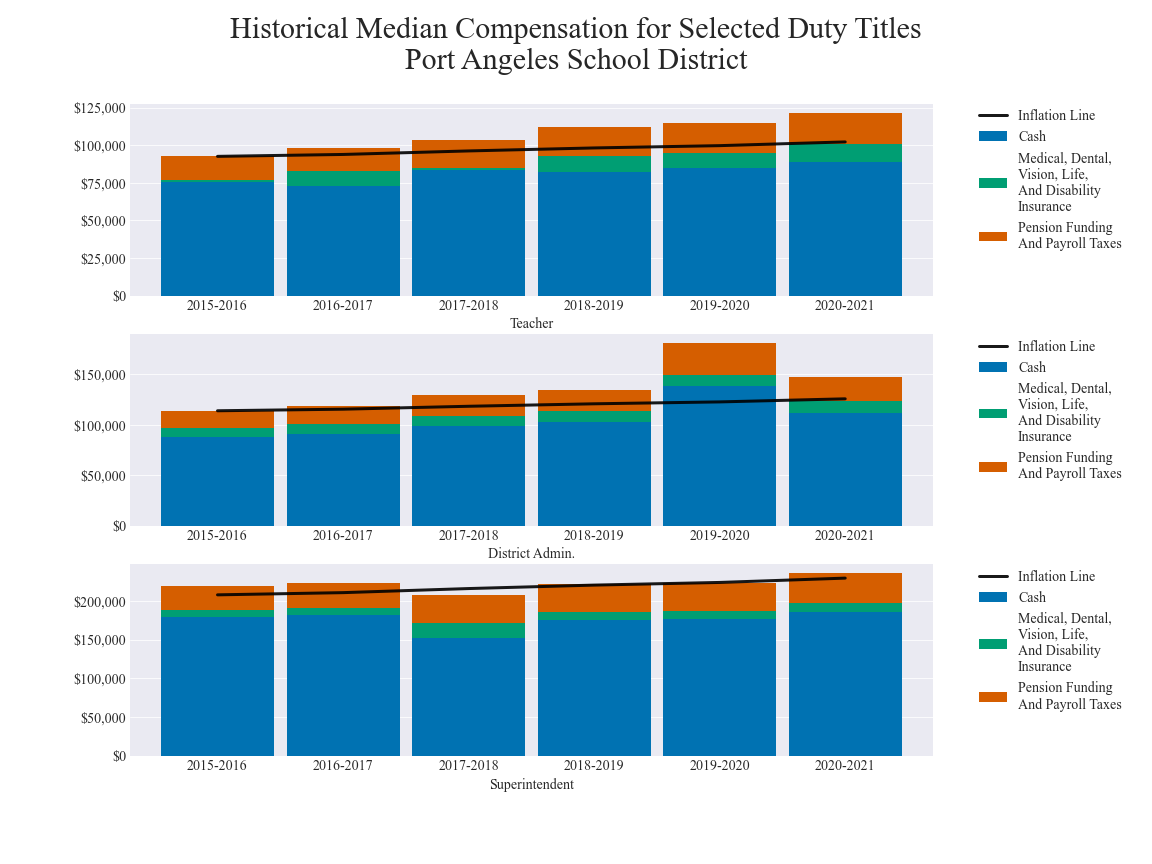 Historical Median Compensation for Selected Duty Titles
Port Angeles School District
$125,000
$100,000
$75,000
$50,000
$25,000
$0
2015-2016 2016-2017 2017-2018 2018-2019 2019-2020 2020-2021
Teacher
Inflation Line
Cash
Medical, Dental,
Vision, Life,
And Disability
Insurance
Pension Funding
And Payroll Taxes
$150,000
$100,000
$50,000
$0
2015-2016 2016-2017 2017-2018 2018-2019 2019-2020 2020-2021
District Admin.
Inflation Line
Cash
Medical, Dental,
Vision, Life,
And Disability
Insurance
Pension Funding
And Payroll Taxes
$200,000
$150,000
$100,000
$50,000
$0
2015-2016 2016-2017 2017-2018 2018-2019 2019-2020 2020-2021
Superintendent
Inflation Line
Cash
Medical, Dental,
Vision, Life,
And Disability
Insurance
Pension Funding
And Payroll Taxes